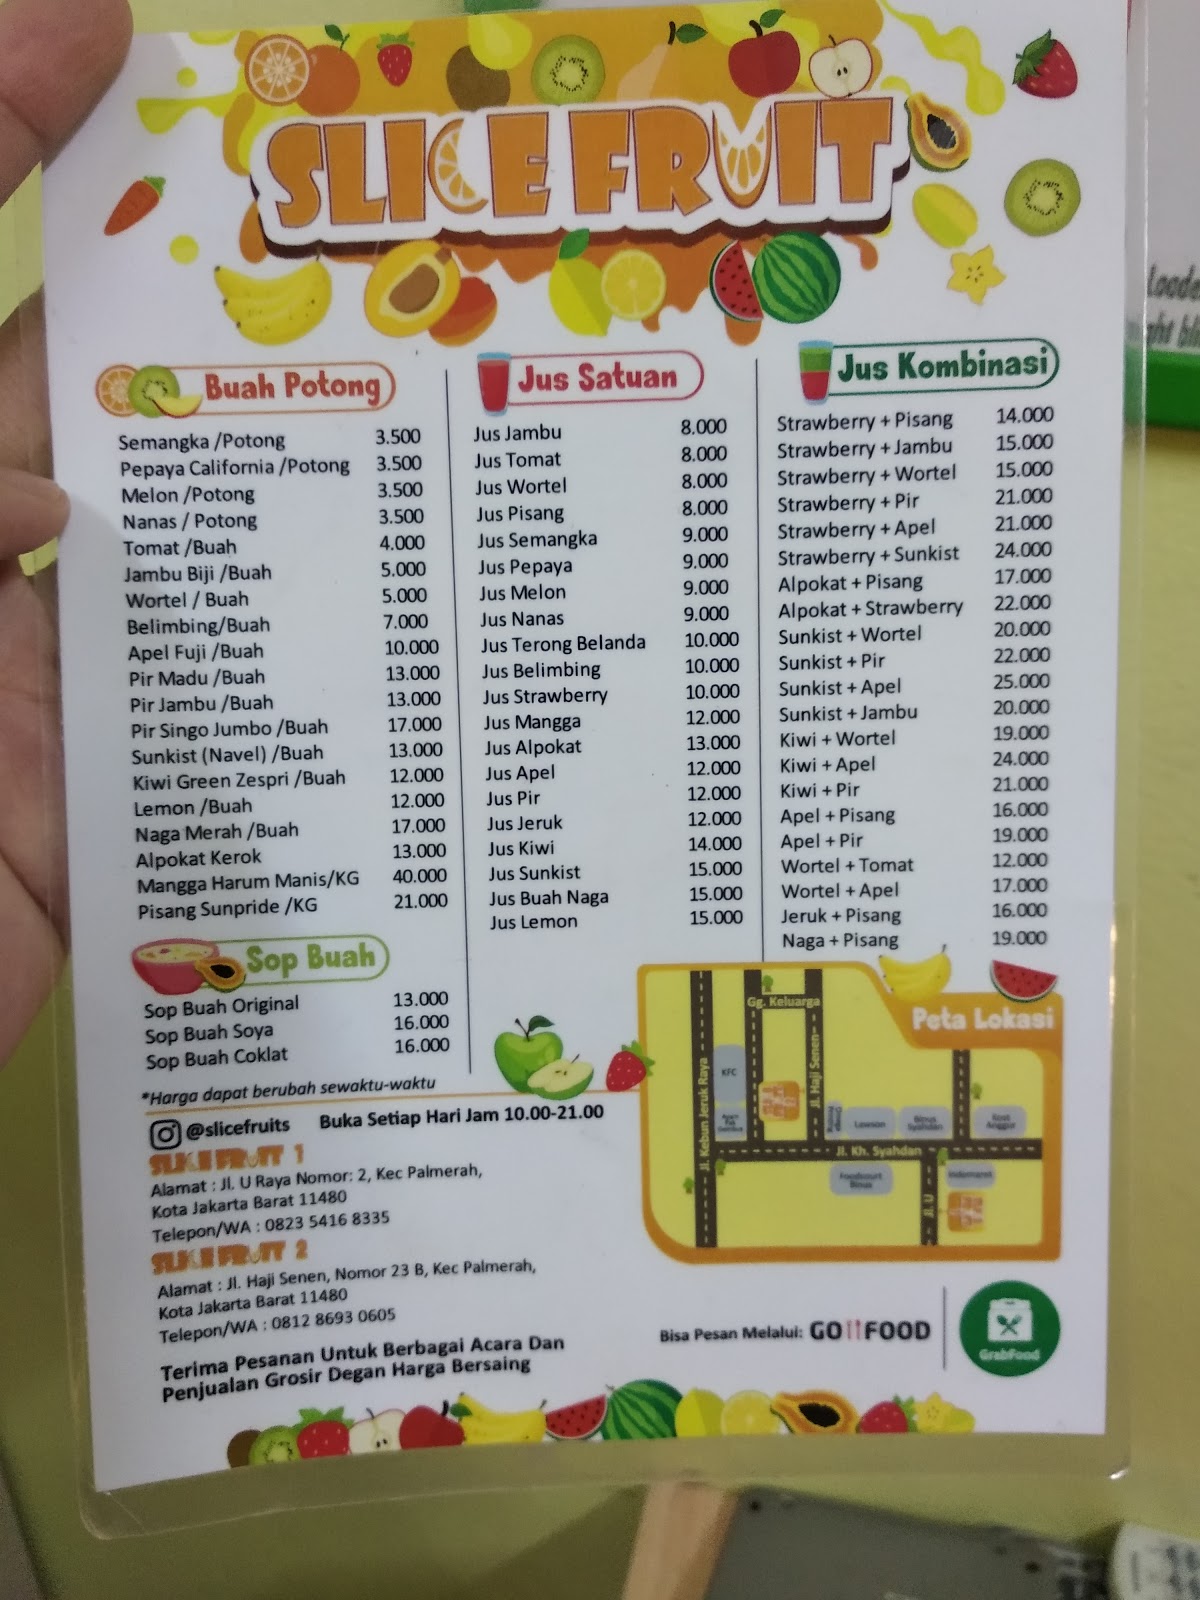 SLICE FRUIT
Buah Potong
Semangka /Potong 3.500
Pepaya California /Potong 3.500
Melon /Potong 3.500
Nanas / Potong 3.500
Tomat /Buah 4.000
Jambu Biji /Buah 5.000
Wortel / Buah 5.000
Belimbing/Buah 7.000
Apel Fuji /Buah 10.000
Pir Madu /Buah 13.000
Pir Jambu /Buah 13.000
Pir Singo Jumbo /Buah 17.000
Sunkist (Navel) /Buah 13.000
Kiwi Green Zespri /Buah 12.000
Lemon /Buah 12.000
Naga Merah /Buah 17.000
Alpokat Kerok 13.000
Mangga Harum Manis/KG 40.000
Pisang Sunpride /KG 21.000
Sop Buah
Sop Buah Original 13.000
Sop Buah Soya 16.000
Sop Buah Coklat 16.000
*Harga dapat berubah sewaktu-waktu
Jus Satuan
Jus Jambu 8.000
Jus Tomat 8.000
Jus Wortel 8.000
Jus Pisang 8.000
Jus Semangka 9.000
Jus Pepaya 9.000
Jus Melon 9.000
Jus Nanas 9.000
Jus Terong Belanda 10.000
Jus Belimbing 10.000
Jus Strawberry 10.000
Jus Mangga 12.000
Jus Alpokat 13.000
Jus Apel 12.000
Jus Pir 12.000
Jus Jeruk 12.000
Jus Kiwi 14.000
Jus Sunkist 15.000
Jus Buah Naga 15.000
Jus Lemon 15.000
Jus Kombinasi
Strawberry + Pisang 14.000
Strawberry + Jambu 15.000
Strawberry + Wortel 15.000
Strawberry + Pir 21.000
Strawberry + Apel 21.000
Strawberry + Sunkist 24.000
Alpokat + Pisang 17.000
Alpokat + Strawberry 22.000
Sunkist + Wortel 20.000
Sunkist + Pir 22.000
Sunkist + Apel 25.000
Sunkist + Jambu 20.000
Kiwi + Wortel 19.000
Kiwi + Apel 24.000
Kiwi + Pir 21.000
Apel + Pisang 16.000
Apel + Pir 19.000
Wortel + Tomat 12.000
Wortel + Apel 17.000
Jeruk + Pisang 16.000
Naga + Pisang 19.000
Peta Lokasi
Gg. Keluarga
Jl. Kebun Jeruk Raya
KFC
Jl. Haji Senen
Lawson
Binus Syahdan
Kost Anggur
Jl. Kh. Syahdan
Foodcourt Binus
Jl. U
Indomaret
@slicefruits Buka Setiap Hari Jam 10.00-21.00
SLICE FRUIT 1
Alamat : Jl. U Raya Nomor: 2, Kec Palmerah,
Kota Jakarta Barat 11480
Telepon/WA : 0823 5416 8335
SLICE FRUIT 2
Alamat : Jl. Haji Senen, Nomor 23 B, Kec Palmerah,
Kota Jakarta Barat 11480
Telepon/WA : 0812 8693 0605
Terima Pesanan Untuk Berbagai Acara Dan
Penjualan Grosir Degan Harga Bersaing
Bisa Pesan Melalui: GO FOOD
GrabFood